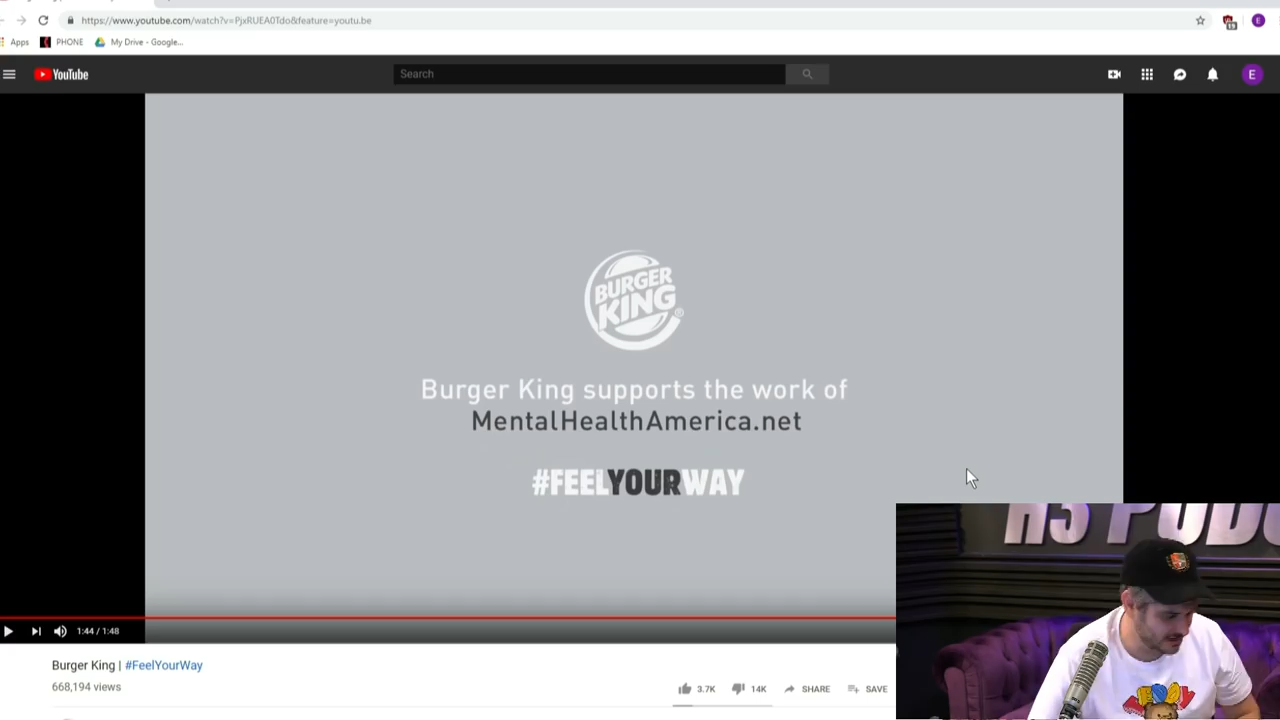 https://www.youtube.com/watch?v=PjxRUEA0Tdo&feature=youtu.be
Apps PHONE My Drive - Google...
YouTube
Search
E
BURGER
KING®
Burger King supports the work of
MentalHealthAmerica.net
#FEELYOURWAY
H3 PODC
1:44 / 1:48
Burger King | #FeelYourWay
668,194 views
3.7K 14K SHARE SAVE